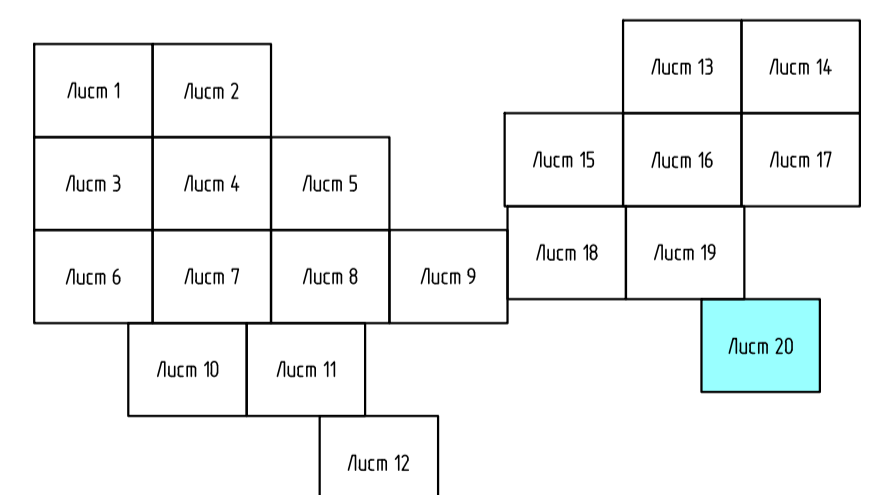 Лист 13 Лист 14
Лист 1 Лист 2
Лист 15 Лист 16 Лист 17
Лист 3 Лист 4 Лист 5
Лист 18 Лист 19
Лист 6 Лист 7 Лист 8 Лист 9
Лист 20
Лист 10 Лист 11
Лист 12